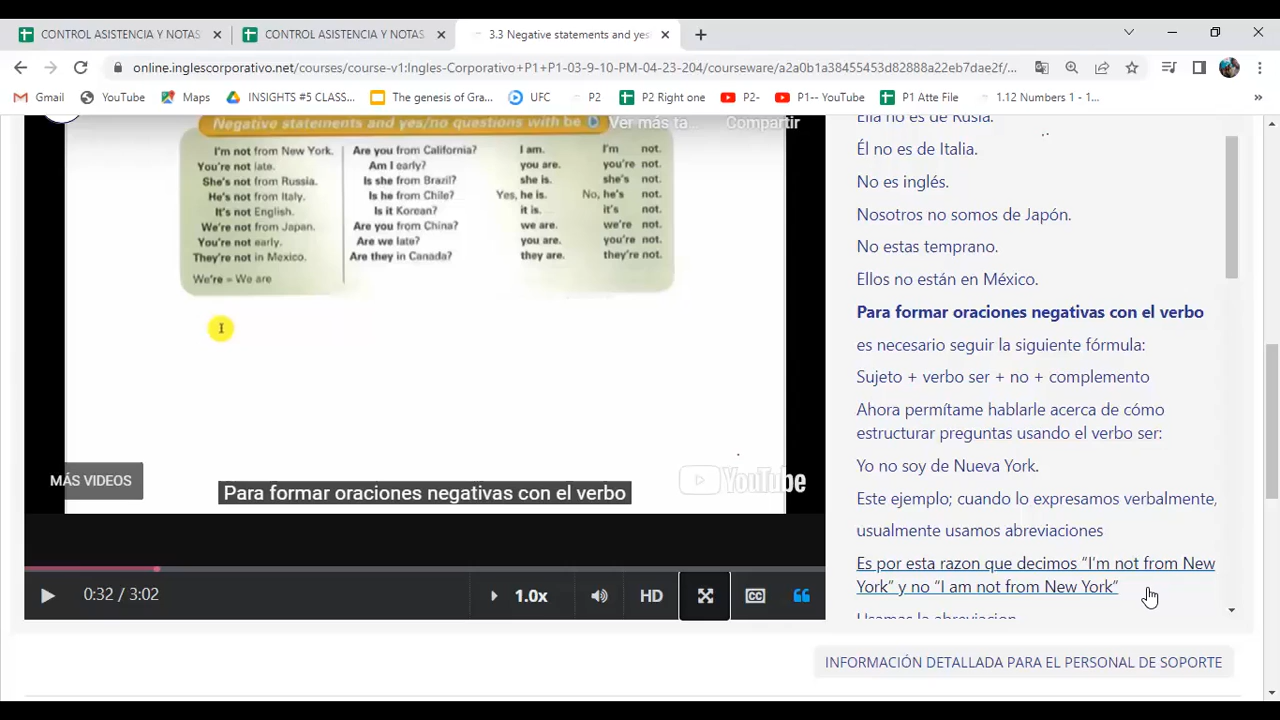 CONTROL ASISTENCIA Y NOTAS
CONTROL ASISTENCIA Y NOTAS
3.3 Negative statements and yes
online.inglescorporativo.net/courses/course-v1:Ingles-Corporativo+P1+P1-03-9-10-PM-04-23-204/courseware/a2a0b1a38455453d82888a22eb7dae2f/...
Gmail
YouTube
Maps
INSIGHTS #5 CLASS...
The genesis of Gra...
UFC
P2
P2 Right one
P2-
P1-- YouTube
P1 Atte File
1.12 Numbers 1 - 1...
»
Negative statements and yes/no questions with be
Ver más ta...
Compartir
I'm not from New York. Are you from California? I am. I'm not.
You're not late. Am I early? you are. you're not.
She's not from Russia. Is she from Brazil? she is. she's not.
He's not from Italy. Is he from Chile? Yes, he is. No, he's not.
It's not English. Is it Korean? it is. it's not.
We're not from Japan. Are you from China? we are. we're not.
You're not early. Are we late? you are. you're not.
They're not in Mexico. Are they in Canada? they are. they're not.
We're = We are
MÁS VIDEOS
YouTube
Para formar oraciones negativas con el verbo
0:32 / 3:02
1.0x
HD
CC
Ella no es de Rusia.
Él no es de Italia.
No es inglés.
Nosotros no somos de Japón.
No estas temprano.
Ellos no están en México.
Para formar oraciones negativas con el verbo
es necesario seguir la siguiente fórmula:
Sujeto + verbo ser + no + complemento
Ahora permítame hablarle acerca de cómo
estructurar preguntas usando el verbo ser:
Yo no soy de Nueva York.
Este ejemplo; cuando lo expresamos verbalmente,
usualmente usamos abreviaciones
Es por esta razon que decimos “I'm not from New
York” y no “I am not from New York”
Usamos la abreviacion
INFORMACIÓN DETALLADA PARA EL PERSONAL DE SOPORTE